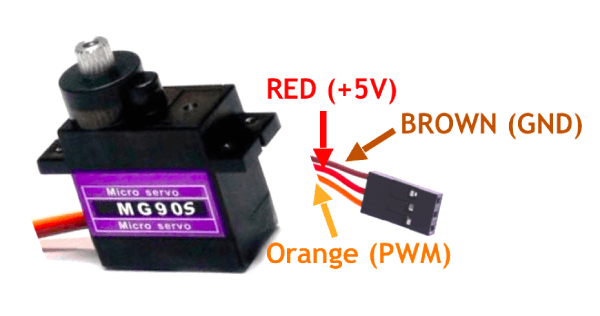 RED (+5V)
BROWN (GND)
Micro servo
MG90S
Micro servo
Orange (PWM)